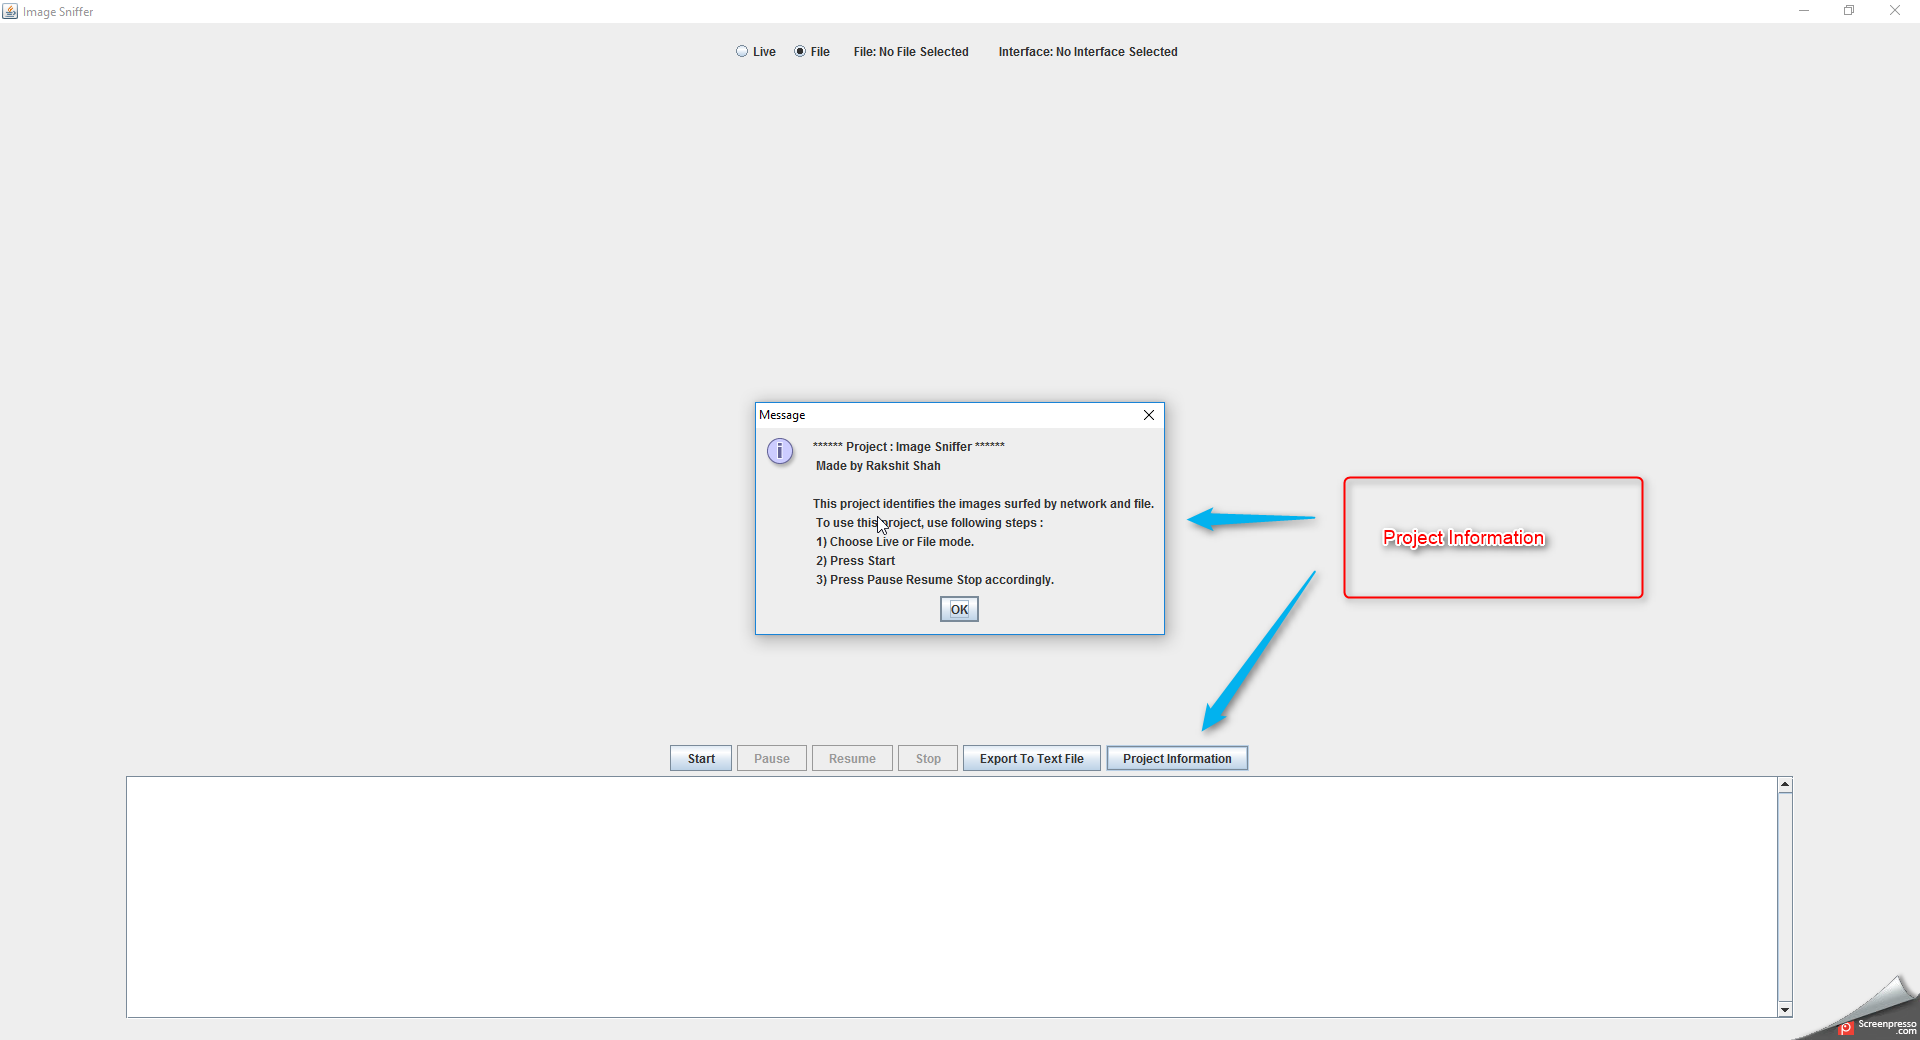 Image Sniffer
Live File File: No File Selected Interface: No Interface Selected
Message
****** Project : Image Sniffer ******
Made by Rakshit Shah
This project identifies the images surfed by network and file.
To use this project, use following steps :
1) Choose Live or File mode.
2) Press Start
3) Press Pause Resume Stop accordingly.
OK
Project Information
Start Pause Resume Stop Export To Text File Project Information
Screenpresso
.com